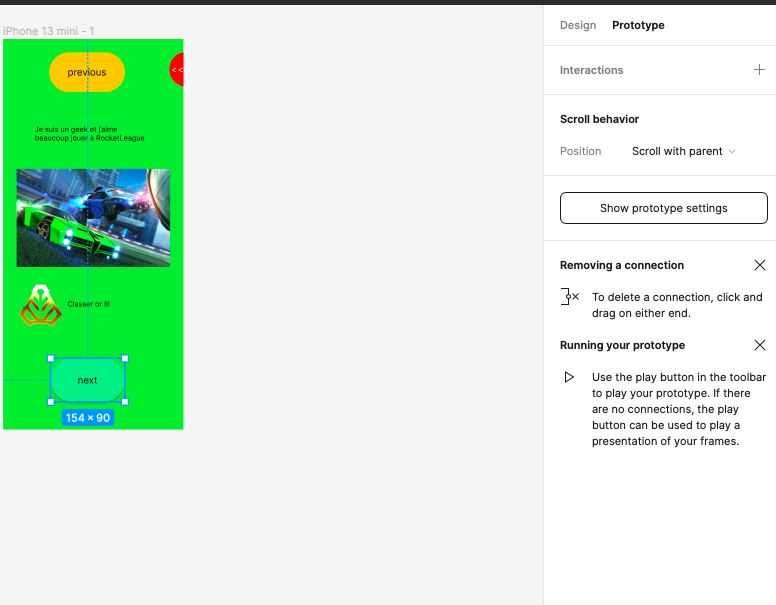 Design Prototype
iPhone 13 mini - 1
previous
<<
Interactions
Scroll behavior
Je suis un geek et j'aime
beaucoup jouer à RocketLeague
Position Scroll with parent
Show prototype settings
Removing a connection
To delete a connection, click and
drag on either end.
Classer or III
Running your prototype
next
Use the play button in the toolbar
to play your prototype. If there
are no connections, the play
button can be used to play a
presentation of your frames.
154 × 90